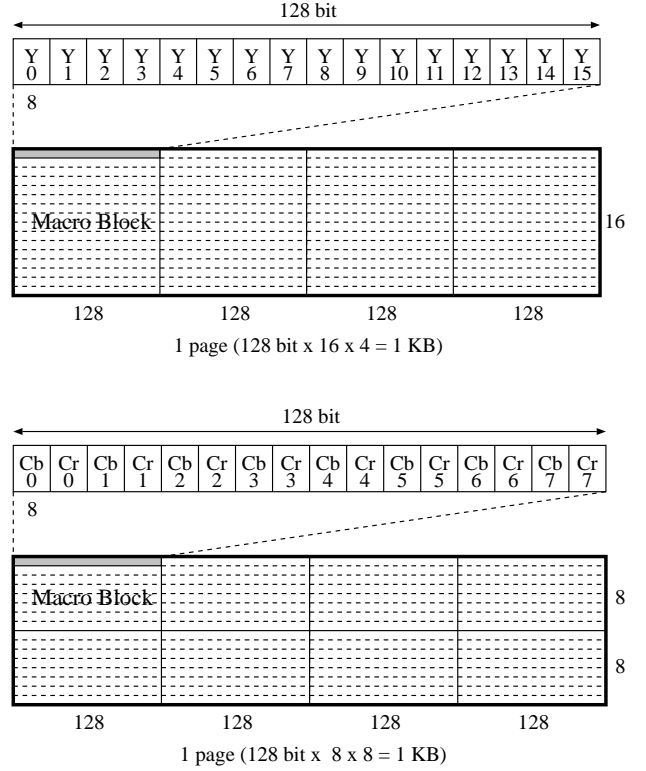 128 bit
Y Y Y Y Y Y Y Y Y Y Y Y Y Y Y Y
0 1 2 3 4 5 6 7 8 9 10 11 12 13 14 15
8
Macro Block
16
128 128 128 128
1 page (128 bit x 16 x 4 = 1 KB)
128 bit
Cb Cr Cb Cr Cb Cr Cb Cr Cb Cr Cb Cr Cb Cr Cb Cr
0 0 1 1 2 2 3 3 4 4 5 5 6 6 7 7
8
Macro Block
8
8
128 128 128 128
1 page (128 bit x 8 x 8 = 1 KB)